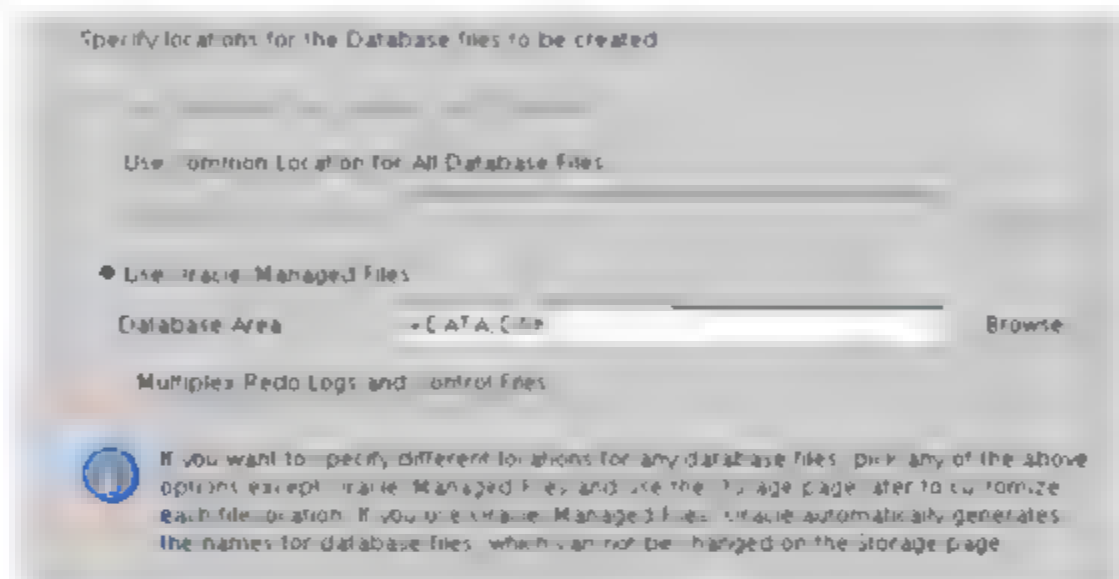 Specify locations for the Database files to be created
Use Common Location for All Database Files
Use Oracle-Managed Files
Database Area
Browse
Multiplex Redo Logs and Control Files
If you want to specify different locations for any database files, pick any of the above
options except Oracle-Managed Files and use the Storage page later to customize
each file location. If you use Oracle-Managed Files, Oracle automatically generates
the names for database files, which can not be changed on the Storage page